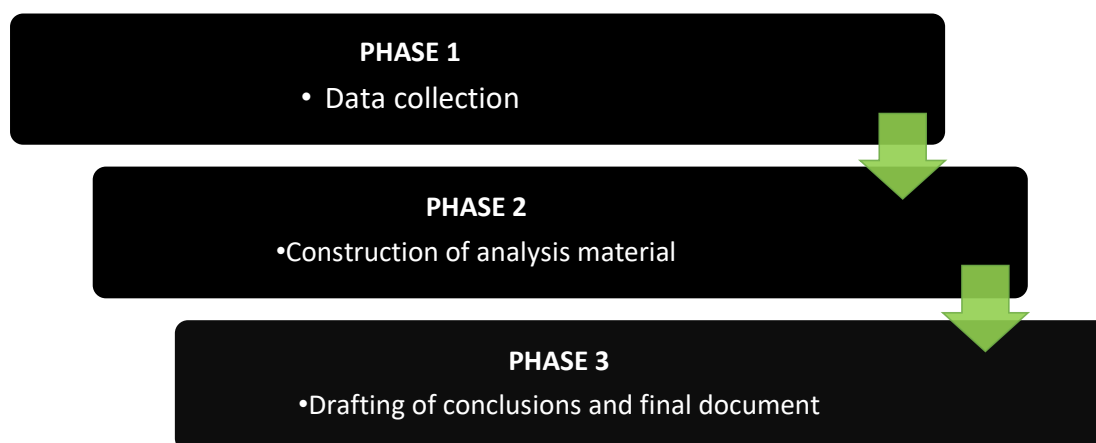 PHASE 1
• Data collection
PHASE 2
•Construction of analysis material
PHASE 3
•Drafting of conclusions and final document